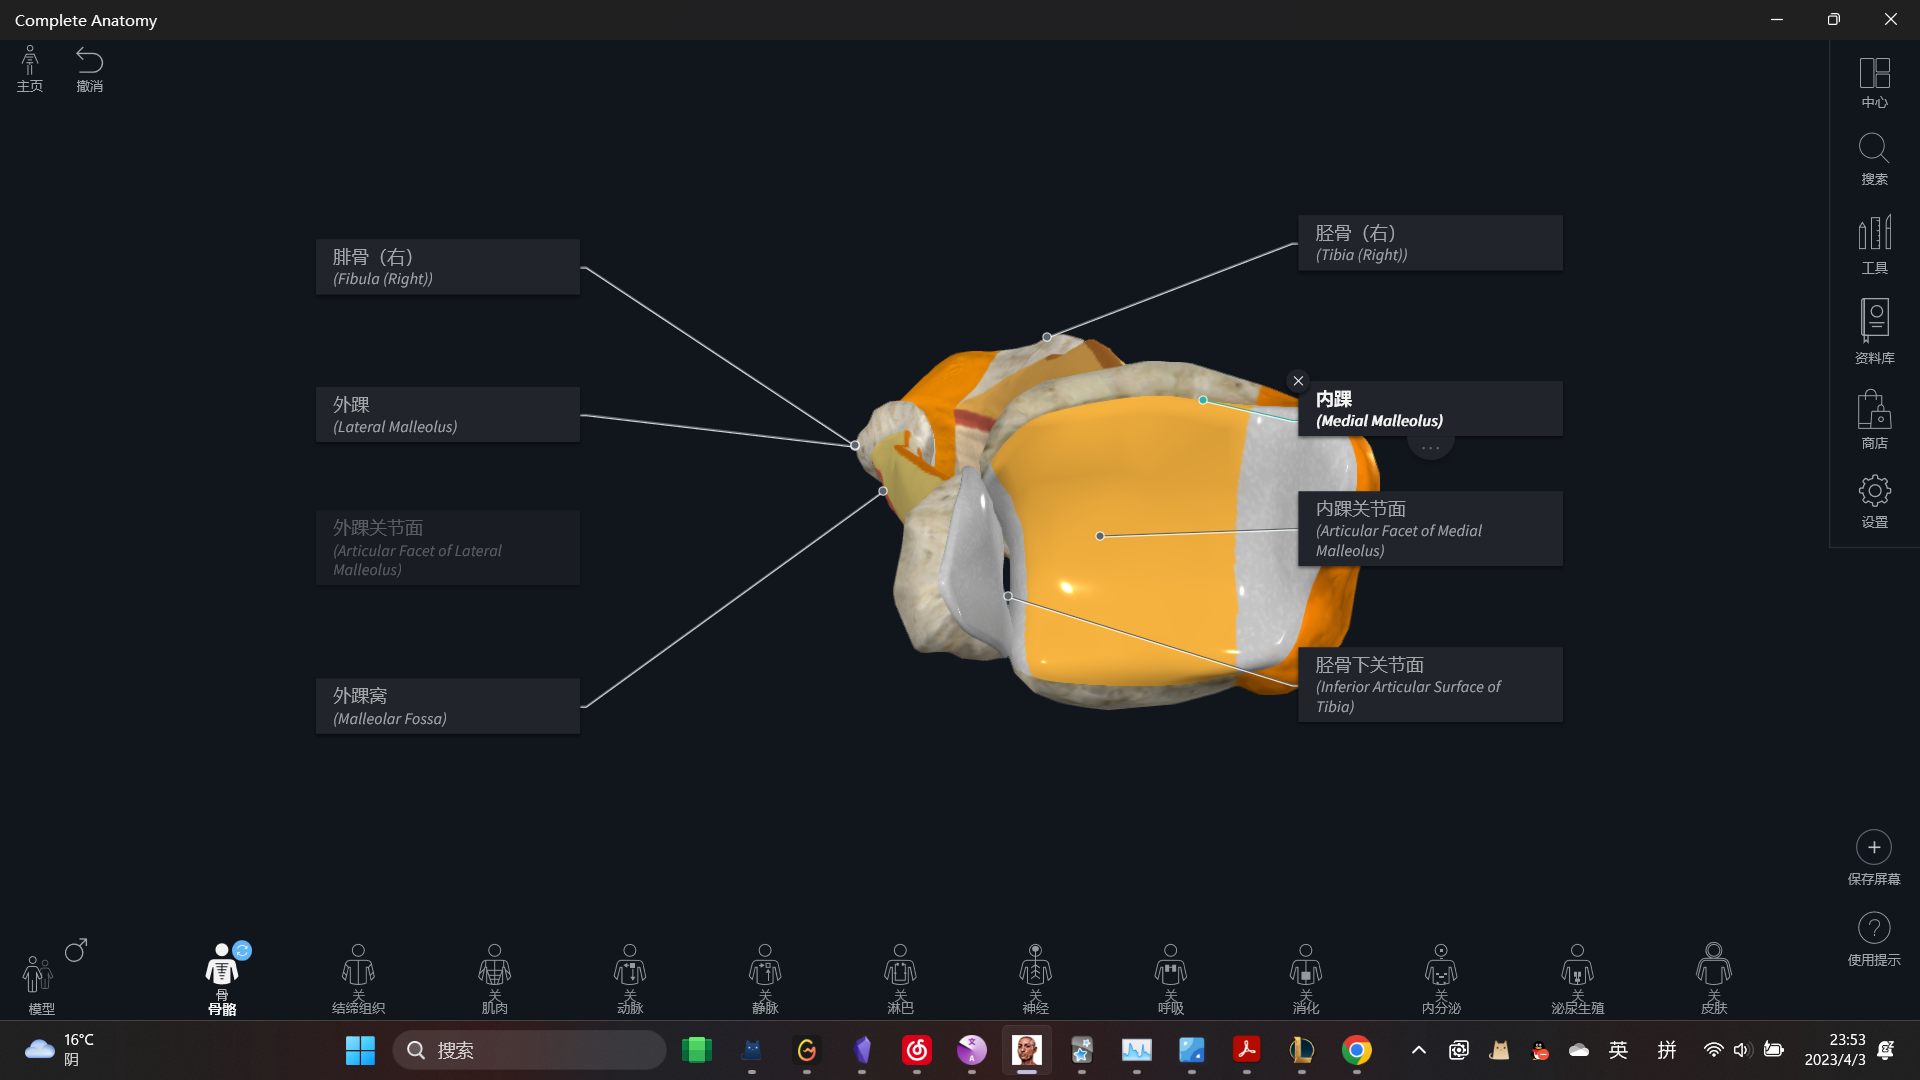 Complete Anatomy
主页
撤消
腓骨（右）
(Fibula (Right))
外踝
(Lateral Malleolus)
外踝关节面
(Articular Facet of Lateral
Malleolus)
外踝窝
(Malleolar Fossa)
胫骨（右）
(Tibia (Right))
内踝
(Medial Malleolus)
...
内踝关节面
(Articular Facet of Medial
Malleolus)
胫骨下关节面
(Inferior Articular Surface of
Tibia)
中心
搜索
工具
资料库
商店
设置
保存屏幕
使用提示
模型
骨
骨骼
关
结缔组织
关
肌肉
关
动脉
关
静脉
关
淋巴
关
神经
关
呼吸
关
消化
关
内分泌
关
泌尿生殖
关
皮肤
16°C
阴
搜索
英
拼
23:53
2023/4/3